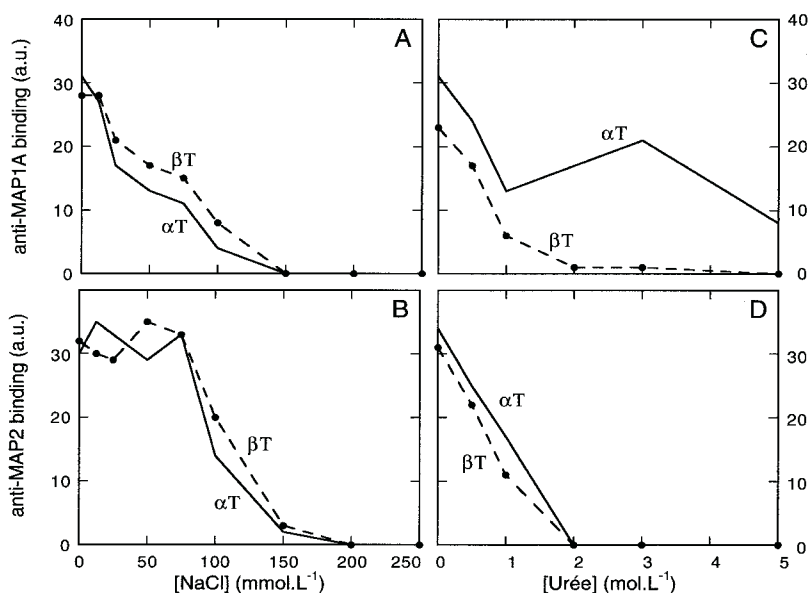 40
30
20
10
0
anti-MAP1A binding (a.u.)
A
βT
αT
C
αT
βT
40
30
20
10
0
30
20
10
0
anti-MAP2 binding (a.u.)
B
βT
αT
D
αT
βT
30
20
10
0
0 50 100 150 200 250
[NaCl] (mmol.L-1)
0 1 2 3 4 5
[Urée] (mol.L-1)